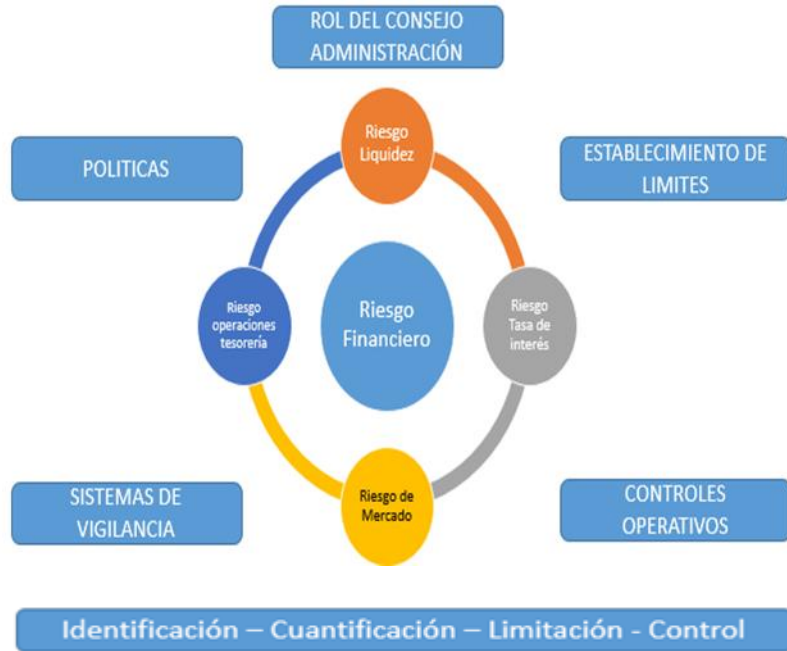 ROL DEL CONSEJO
ADMINISTRACIÓN
Riesgo
Liquidez
POLITICAS
ESTABLECIMIENTO DE
LIMITES
Riesgo
operaciones
tesorería
Riesgo
Financiero
Riesgo
Tasa de
interés
Riesgo de
Mercado
SISTEMAS DE
VIGILANCIA
CONTROLES
OPERATIVOS
Identificación – Cuantificación – Limitación - Control